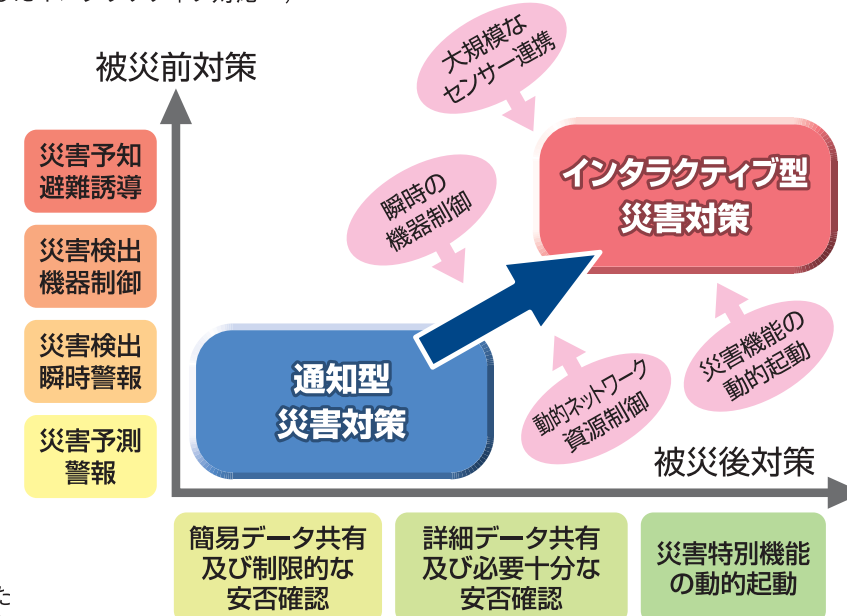 被災前対策
大規模な
センサー連携
災害予知
避難誘導
インタラクティブ型
災害対策
瞬時の
機器制御
災害検出
機器制御
災害検出
瞬時警報
通知型
災害対策
災害機能の
動的起動
動的ネットワーク
資源制御
災害予測
警報
被災後対策
簡易データ共有
及び制限的な
安否確認
詳細データ共有
及び必要十分な
安否確認
災害特別機能
の動的起動
た